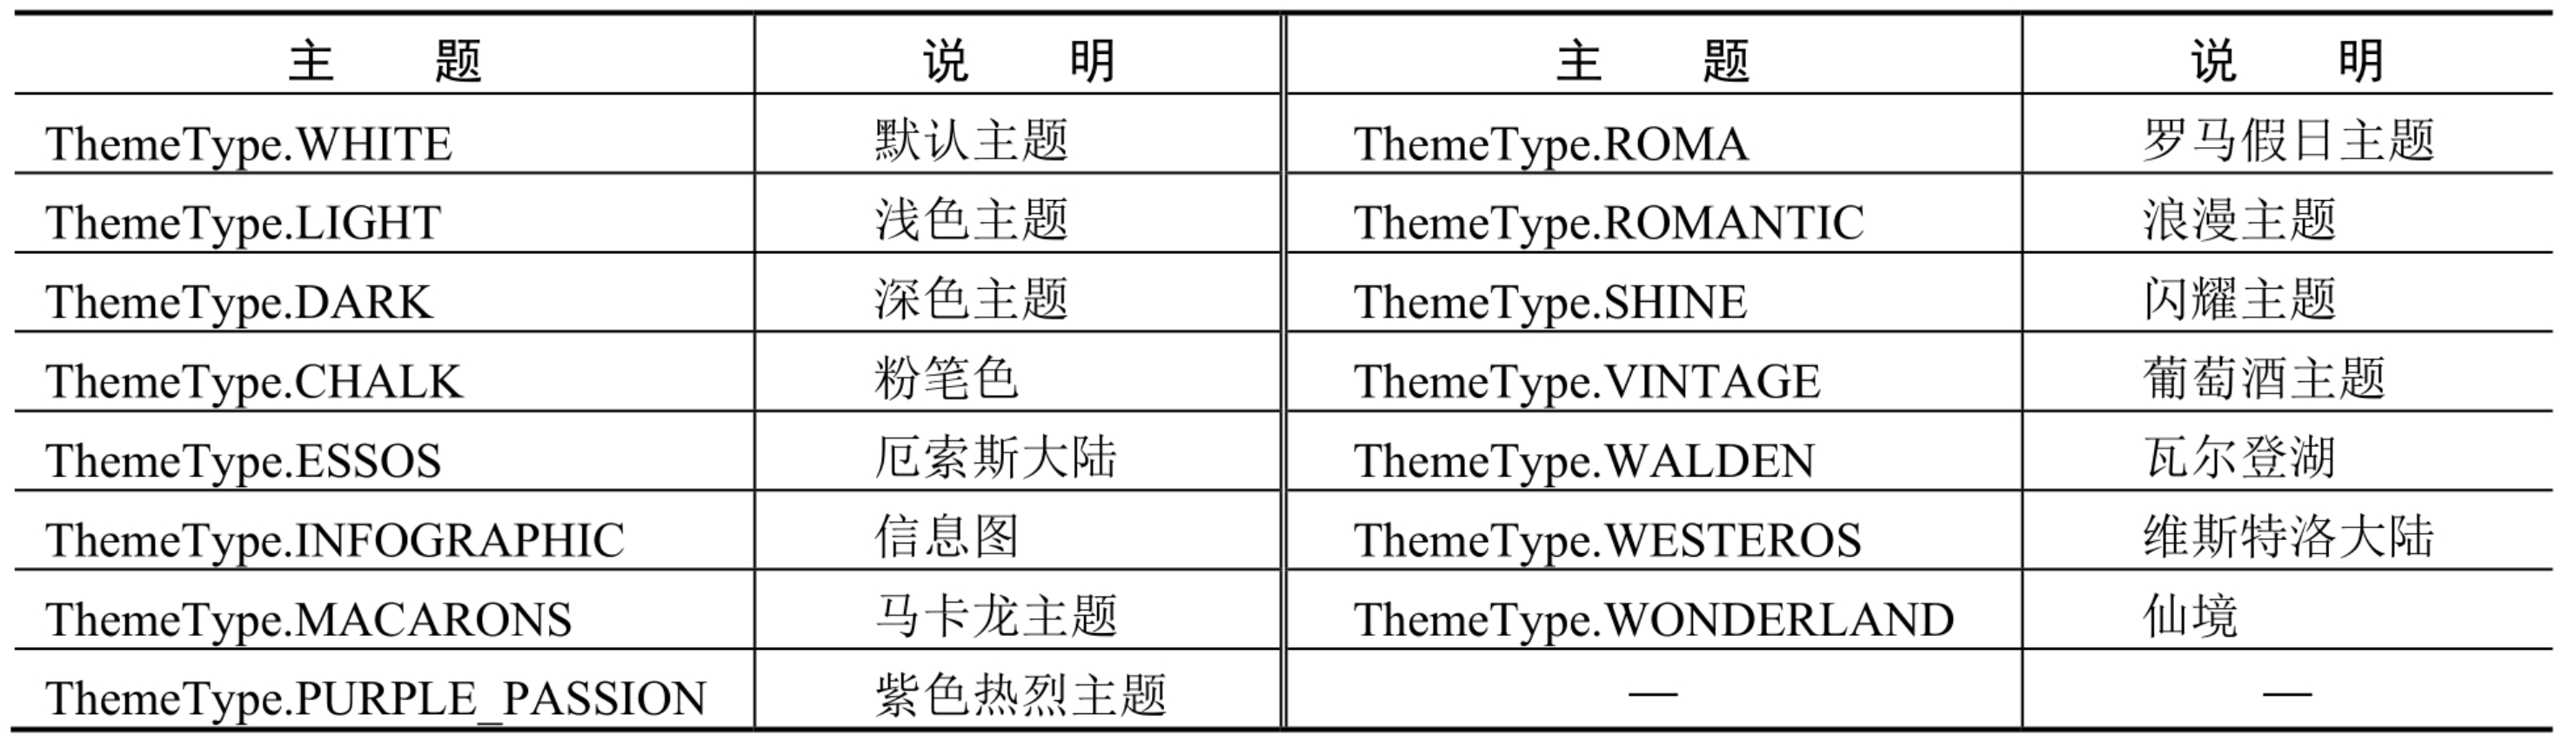 主 题 说 明 主 题 说 明
ThemeType.WHITE 默认主题 ThemeType.ROMA 罗马假日主题
ThemeType.LIGHT 浅色主题 ThemeType.ROMANTIC 浪漫主题
ThemeType.DARK 深色主题 ThemeType.SHINE 闪耀主题
ThemeType.CHALK 粉笔色 ThemeType.VINTAGE 葡萄酒主题
ThemeType.ESSOS 厄索斯大陆 ThemeType.WALDEN 瓦尔登湖
ThemeType.INFOGRAPHIC 信息图 ThemeType.WESTEROS 维斯特洛大陆
ThemeType.MACARONS 马卡龙主题 ThemeType.WONDERLAND 仙境
ThemeType.PURPLE_PASSION 紫色热烈主题 — —